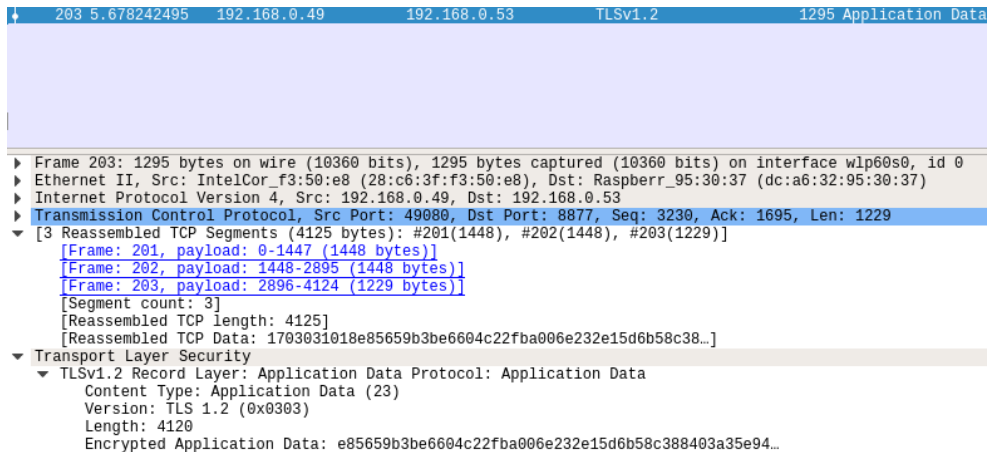 203 5.678242495 192.168.0.49 192.168.0.53 TLSv1.2 1295 Application Data
Frame 203: 1295 bytes on wire (10360 bits), 1295 bytes captured (10360 bits) on interface wlp60s0, id 0
Ethernet II, Src: IntelCor_f3:50:e8 (28:c6:3f:f3:50:e8), Dst: Raspberr_95:30:37 (dc:a6:32:95:30:37)
Internet Protocol Version 4, Src: 192.168.0.49, Dst: 192.168.0.53
Transmission Control Protocol, Src Port: 49080, Dst Port: 8877, Seq: 3230, Ack: 1695, Len: 1229
[3 Reassembled TCP Segments (4125 bytes): #201(1448), #202(1448), #203(1229)]
[Frame: 201, payload: 0-1447 (1448 bytes)]
[Frame: 202, payload: 1448-2895 (1448 bytes)]
[Frame: 203, payload: 2896-4124 (1229 bytes)]
[Segment count: 3]
[Reassembled TCP length: 4125]
[Reassembled TCP Data: 1703031018e85659b3be6604c22fba006e232e15d6b58c38…]
Transport Layer Security
TLSv1.2 Record Layer: Application Data Protocol: Application Data
Content Type: Application Data (23)
Version: TLS 1.2 (0x0303)
Length: 4120
Encrypted Application Data: e85659b3be6604c22fba006e232e15d6b58c388403a35e94…